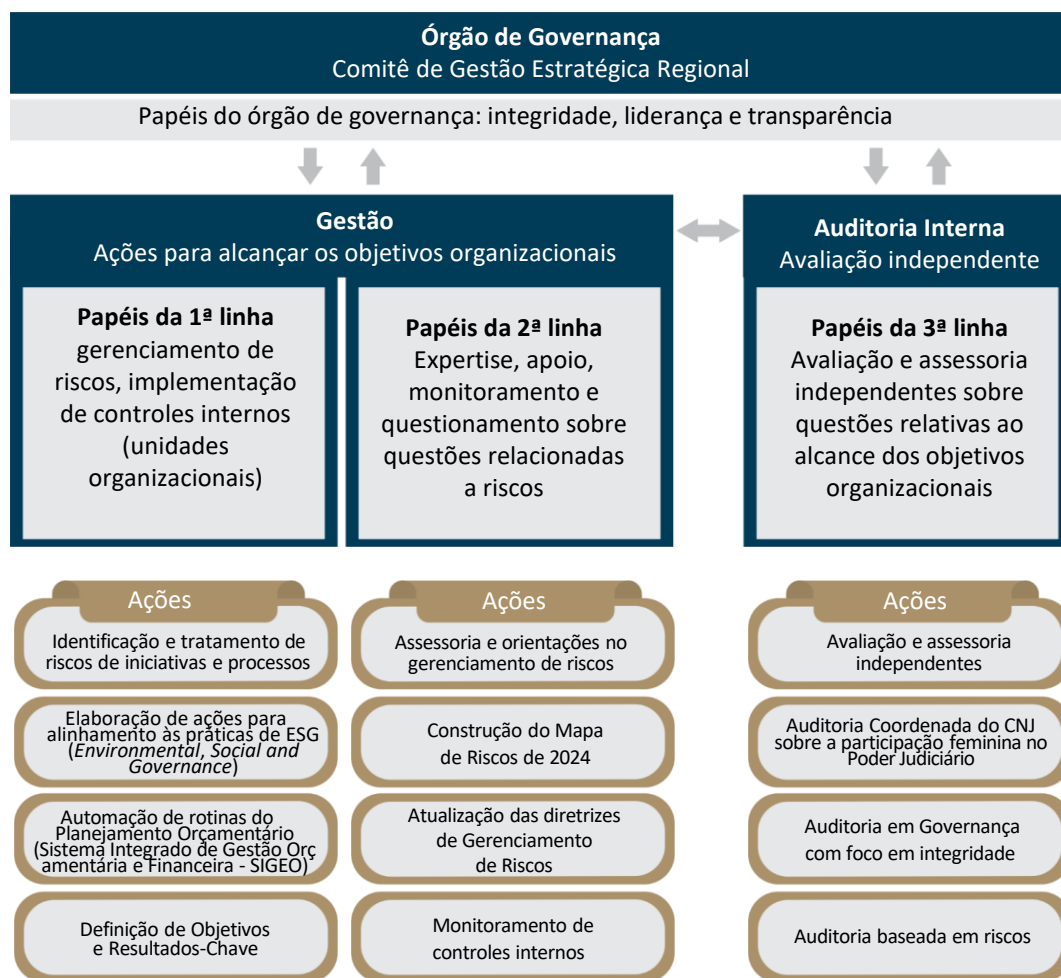 Órgão de Governança
Comitê de Gestão Estratégica Regional
Papéis do órgão de governança: integridade, liderança e transparência
Gestão
Ações para alcançar os objetivos organizacionais
Auditoria Interna
Avaliação independente
Papéis da 1ª linha
gerenciamento de
riscos, implementação
de controles internos
(unidades
organizacionais)
Papéis da 2ª linha
Expertise, apoio,
monitoramento e
questionamento sobre
questões relacionadas
a riscos
Papéis da 3ª linha
Avaliação e assessoria
independentes sobre
questões relativas ao
alcance dos objetivos
organizacionais
Ações
Identificação e tratamento de
riscos de iniciativas e processos
Elaboração de ações para
alinhamento às práticas de ESG
(Environmental, Social and
Governance)
Automação de rotinas do
Planejamento Orçamentário
(Sistema Integrado de Gestão Orç
amentária e Financeira - SIGEO)
Definição de Objetivos
e Resultados-Chave
Ações
Assessoria e orientações no
gerenciamento de riscos
Construção do Mapa
de Riscos de 2024
Atualização das diretrizes
de Gerenciamento
de Riscos
Monitoramento de
controles internos
Ações
Avaliação e assessoria
independentes
Auditoria Coordenada do CNJ
sobre a participação feminina no
Poder Judiciário
Auditoria em Governança
com foco em integridade
Auditoria baseada em riscos